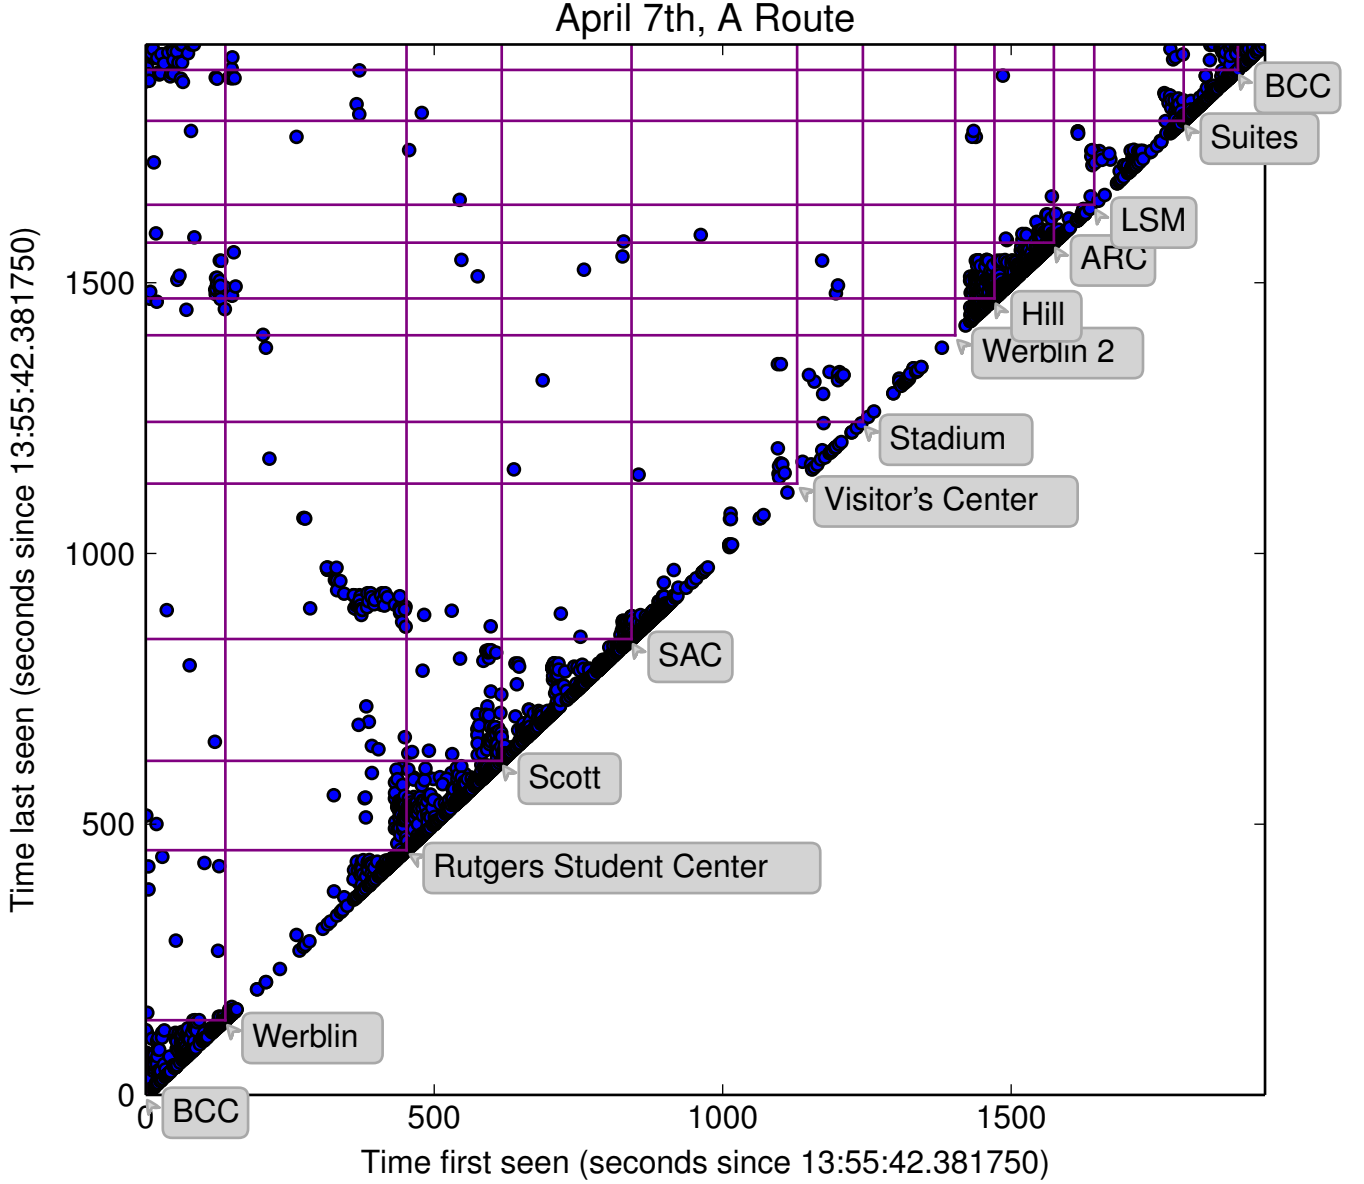 April 7th, A Route
BCC
Suites
LSM
ARC
Hill
Werblin 2
Stadium
Visitor's Center
SAC
Scott
Rutgers Student Center
Werblin
BCC
1500
1000
500
0
0
500
1000
1500
Time last seen (seconds since 13:55:42.381750)
Time first seen (seconds since 13:55:42.381750)